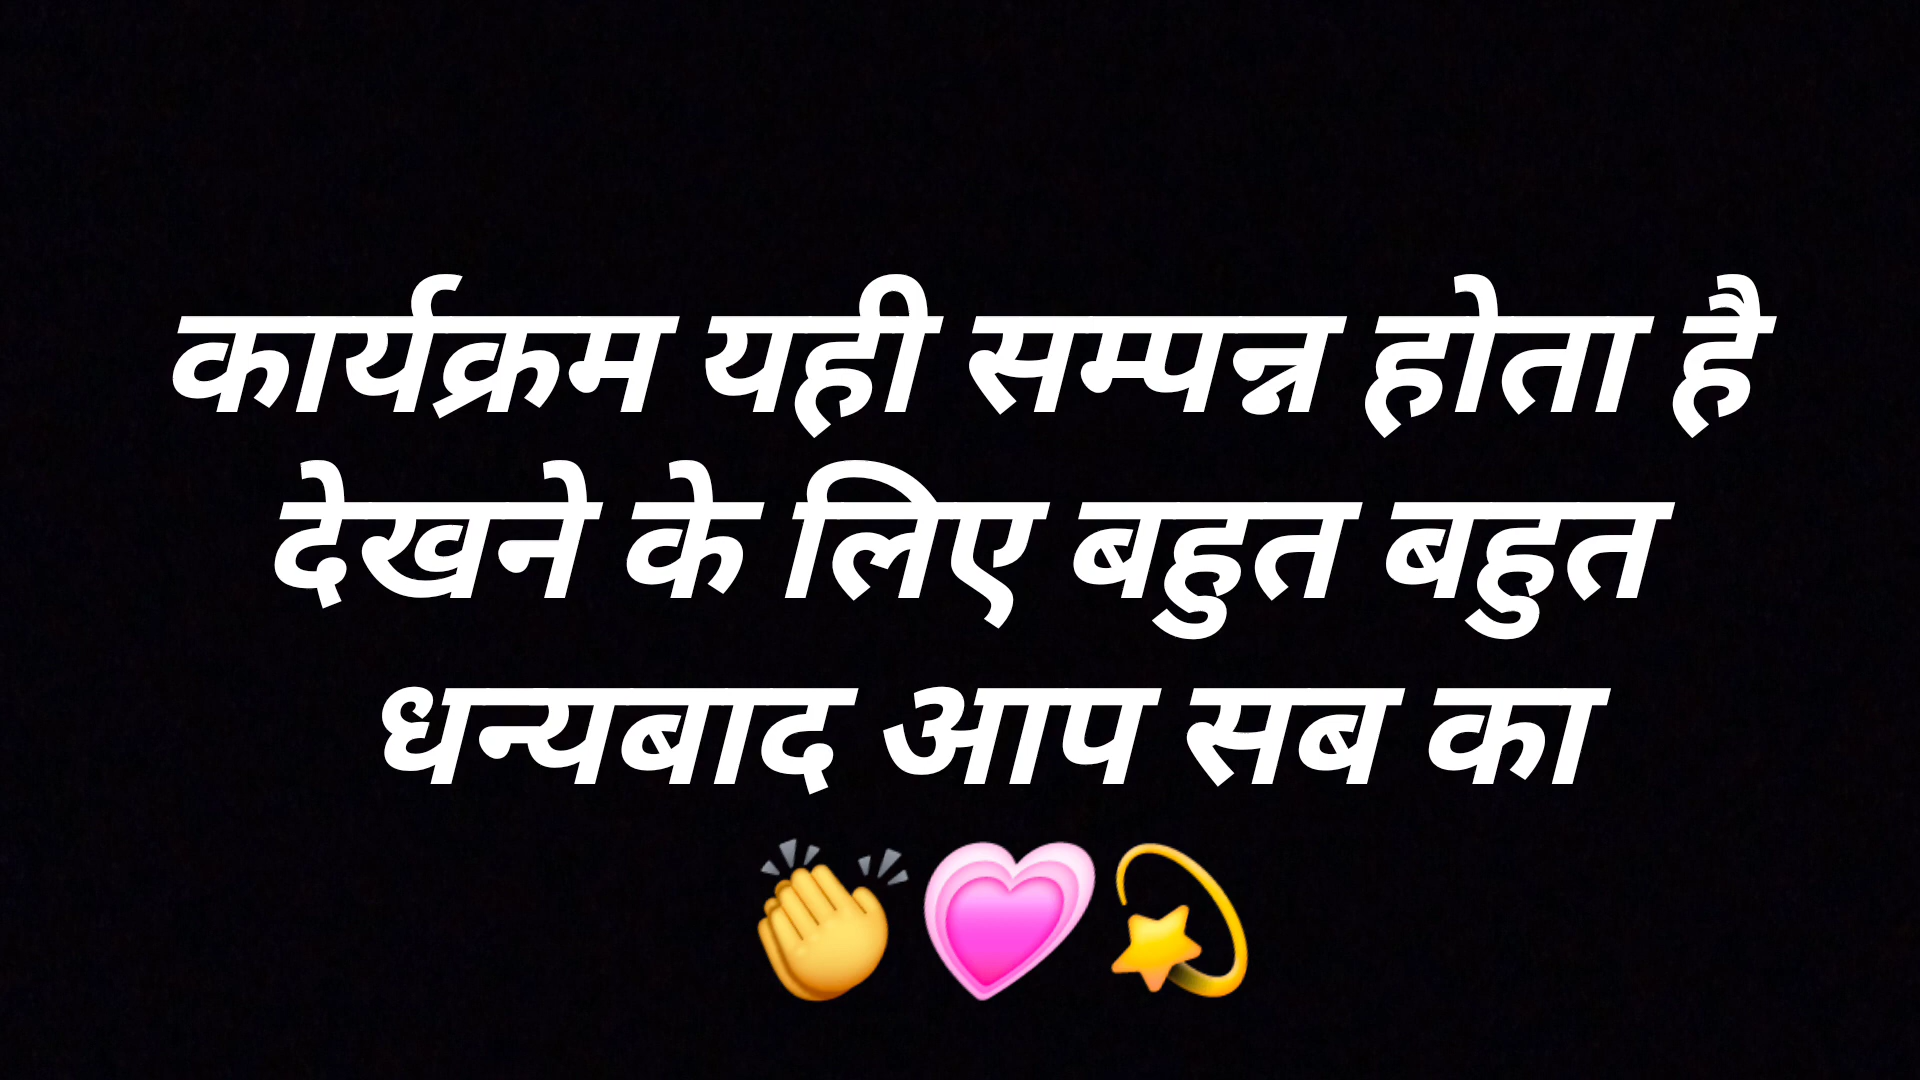 कार्यक्रम यही सम्पन्न होता है
देखने के लिए बहुत बहुत
धन्यबाद आप सब का
👏💗💫